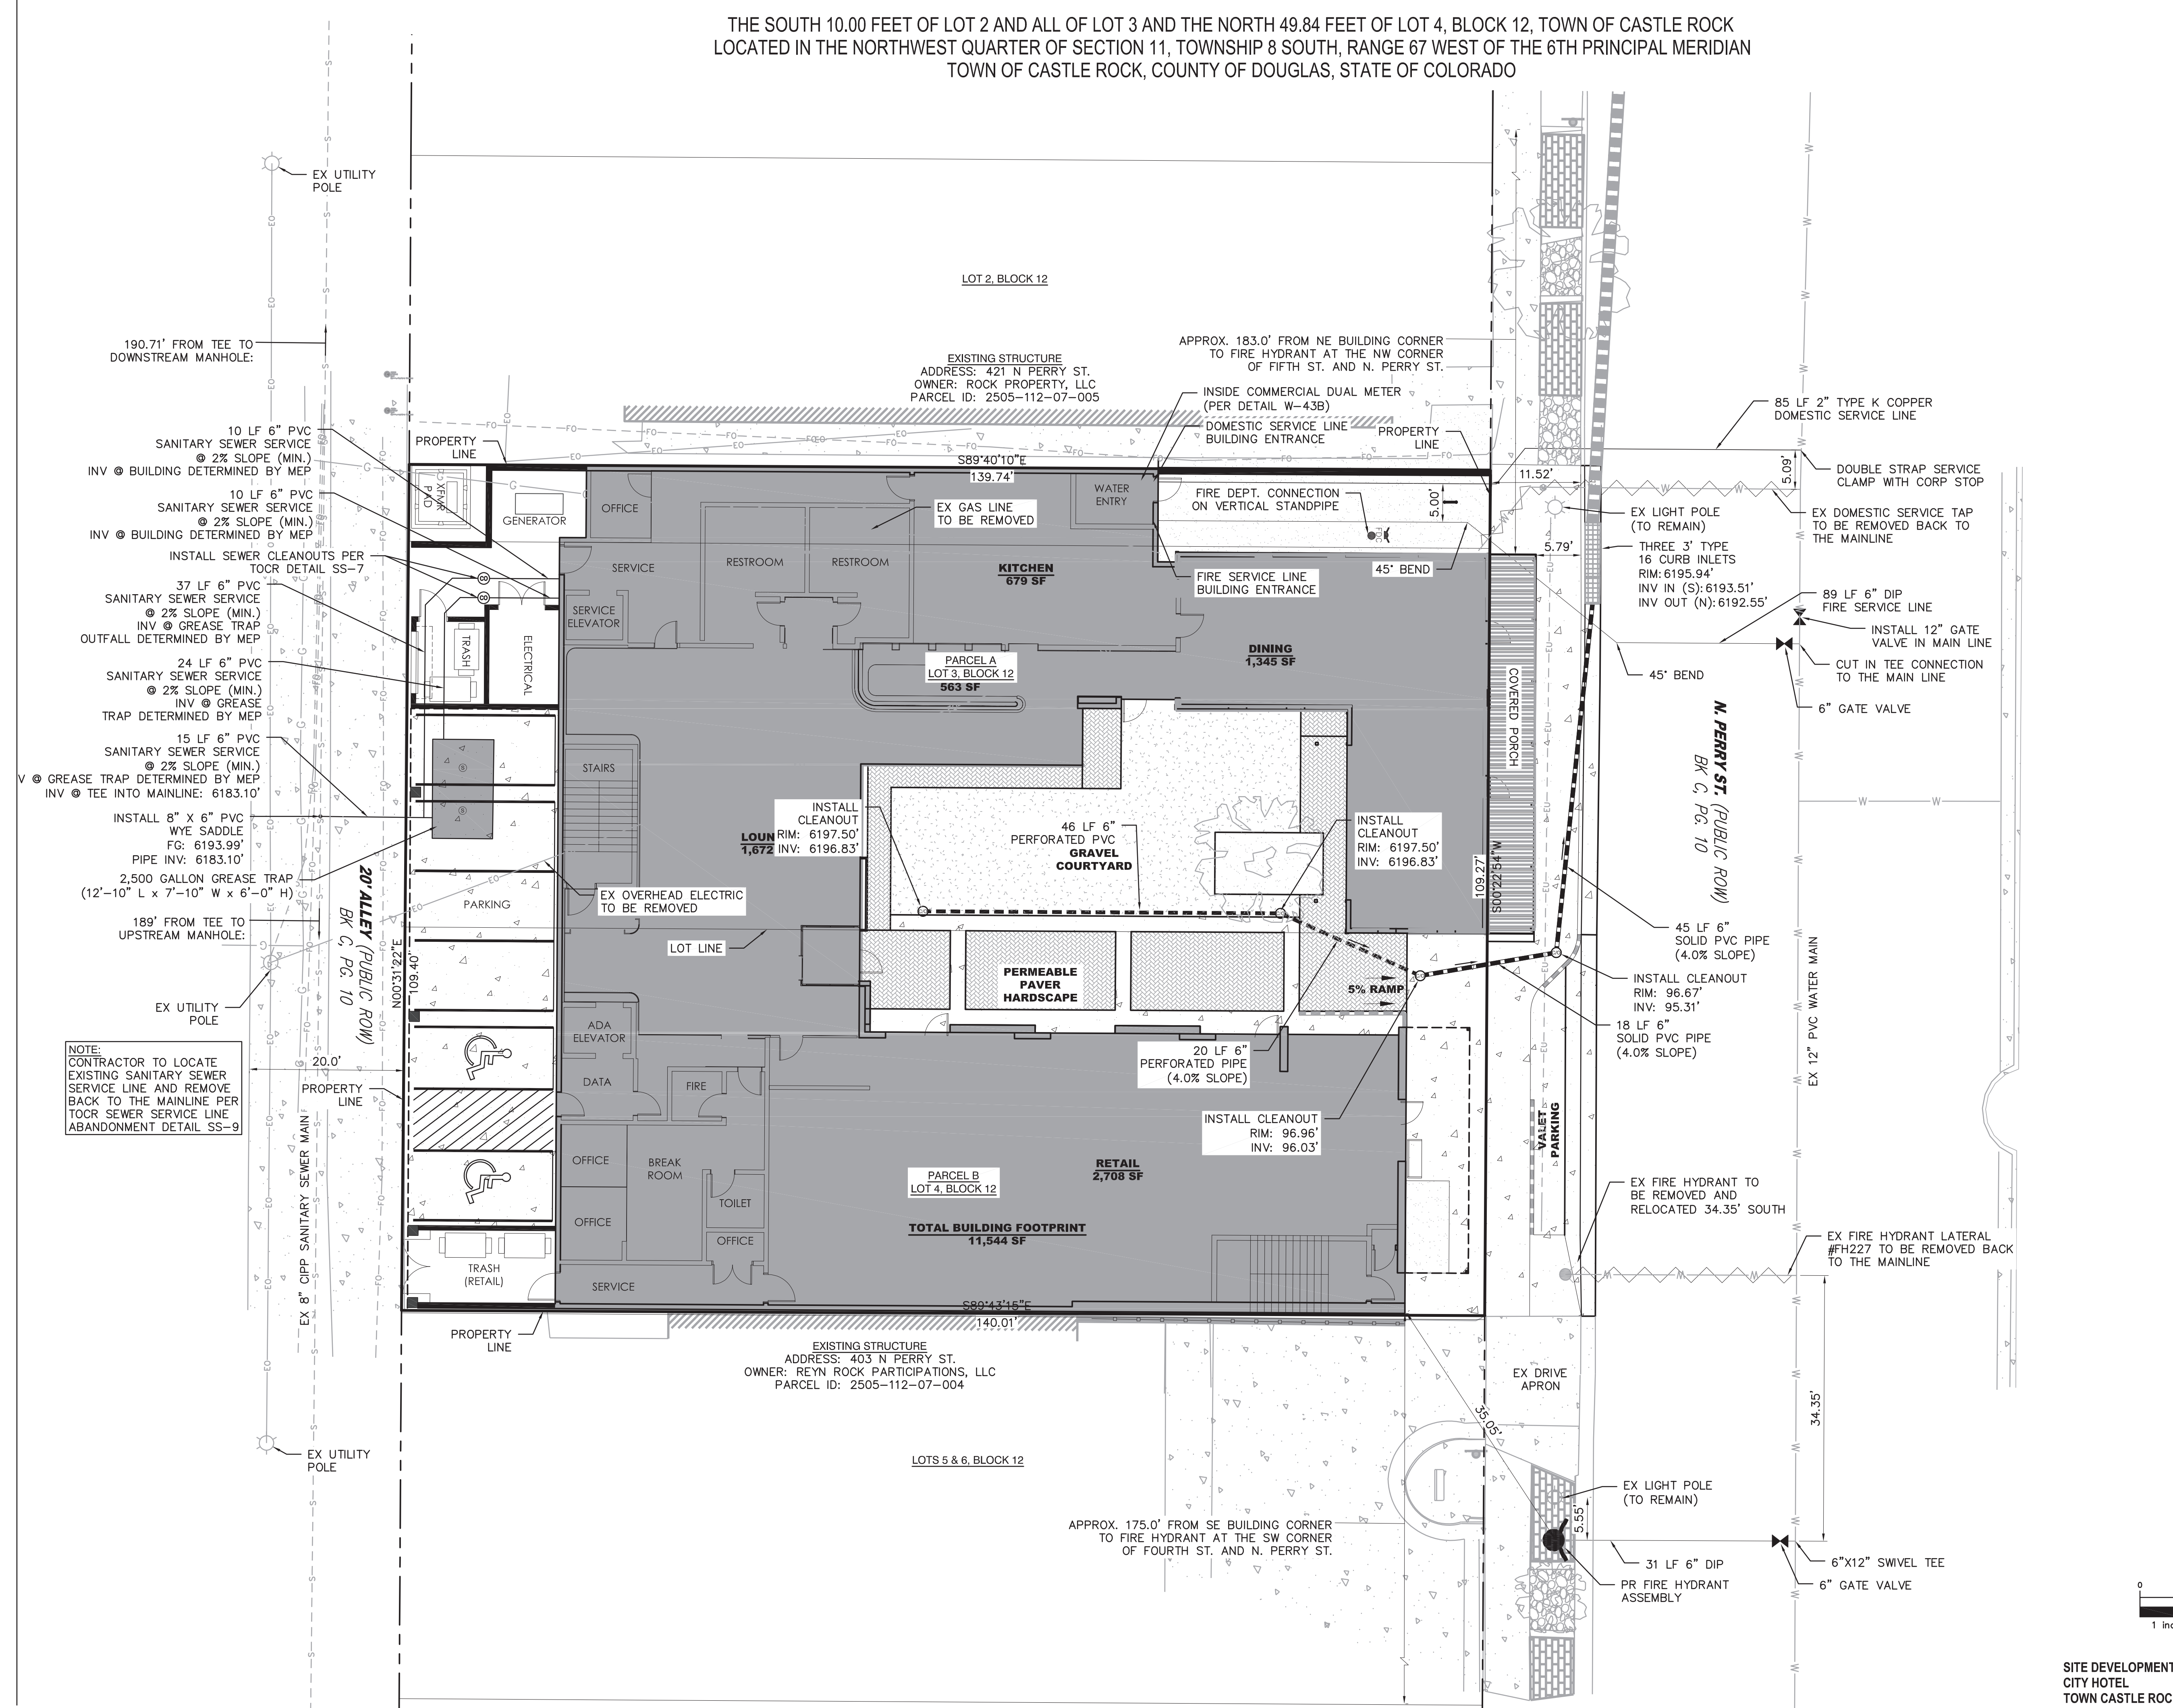 THE SOUTH 10.00 FEET OF LOT 2 AND ALL OF LOT 3 AND THE NORTH 49.84 FEET OF LOT 4, BLOCK 12, TOWN OF CASTLE ROCK
LOCATED IN THE NORTHWEST QUARTER OF SECTION 11, TOWNSHIP 8 SOUTH, RANGE 67 WEST OF THE 6TH PRINCIPAL MERIDIAN
TOWN OF CASTLE ROCK, COUNTY OF DOUGLAS, STATE OF COLORADO
EX UTILITY
POLE
LOT 2, BLOCK 12
190.71' FROM TEE TO
DOWNSTREAM MANHOLE:
EXISTING STRUCTURE
ADDRESS: 421 N PERRY ST.
OWNER: ROCK PROPERTY, LLC
PARCEL ID: 2505-112-07-005
APPROX. 183.0' FROM NE BUILDING CORNER
TO FIRE HYDRANT AT THE NW CORNER
OF FIFTH ST. AND N. PERRY ST.
INSIDE COMMERCIAL DUAL METER
(PER DETAIL W-43B)
DOMESTIC SERVICE LINE
BUILDING ENTRANCE
PROPERTY
LINE
85 LF 2" TYPE K COPPER
DOMESTIC SERVICE LINE
DOUBLE STRAP SERVICE
CLAMP WITH CORP STOP
5.09'
11.52'
EX DOMESTIC SERVICE TAP
TO BE REMOVED BACK TO
THE MAINLINE
EX LIGHT POLE
(TO REMAIN)
5.79'
THREE 3' TYPE
16 CURB INLETS
RIM: 6195.94'
INV IN (S): 6193.51'
INV OUT (N): 6192.55'
89 LF 6" DIP
FIRE SERVICE LINE
INSTALL 12" GATE
VALVE IN MAIN LINE
CUT IN TEE CONNECTION
TO THE MAIN LINE
45° BEND
6" GATE VALVE
10 LF 6" PVC
SANITARY SEWER SERVICE
@ 2% SLOPE (MIN.)
INV @ BUILDING DETERMINED BY MEP
10 LF 6" PVC
SANITARY SEWER SERVICE
@ 2% SLOPE (MIN.)
INV @ BUILDING DETERMINED BY MEP
INSTALL SEWER CLEANOUTS PER
TOCR DETAIL SS-7
37 LF 6" PVC
SANITARY SEWER SERVICE
@ 2% SLOPE (MIN.)
INV @ GREASE TRAP
OUTFALL DETERMINED BY MEP
24 LF 6" PVC
SANITARY SEWER SERVICE
@ 2% SLOPE (MIN.)
INV @ GREASE
TRAP DETERMINED BY MEP
15 LF 6" PVC
SANITARY SEWER SERVICE
@ 2% SLOPE (MIN.)
V @ GREASE TRAP DETERMINED BY MEP
INV @ TEE INTO MAINLINE: 6183.10'
INSTALL 8" X 6" PVC
WYE SADDLE
FG: 6193.99'
PIPE INV: 6183.10'
2,500 GALLON GREASE TRAP
(12'-10" L x 7'-10" W x 6'-0" H)
189' FROM TEE TO
UPSTREAM MANHOLE:
EX UTILITY
POLE
NOTE:
CONTRACTOR TO LOCATE
EXISTING SANITARY SEWER
SERVICE LINE AND REMOVE
BACK TO THE MAINLINE PER
TOCR SEWER SERVICE LINE
ABANDONMENT DETAIL SS-9
20.0'
PROPERTY
LINE
EX 8" CIPP SANITARY SEWER MAIN
20' ALLEY (PUBLIC ROW)
BK C, PG. 10
N00°31'22"E
109.40'
PROPERTY
LINE
S89°40'10"E
139.74'
XFMR
PAD
GENERATOR
OFFICE
SERVICE
RESTROOM
RESTROOM
EX GAS LINE
TO BE REMOVED
WATER
ENTRY
FIRE DEPT. CONNECTION
ON VERTICAL STANDPIPE
FDC
5.00'
45° BEND
KITCHEN
679 SF
FIRE SERVICE LINE
BUILDING ENTRANCE
SERVICE
ELEVATOR
TRASH
ELECTRICAL
PARCEL A
LOT 3, BLOCK 12
563 SF
DINING
1,345 SF
COVERED PORCH
N. PERRY ST. (PUBLIC ROW)
BK C, PG. 10
STAIRS
INSTALL
CLEANOUT
RIM: 6197.50'
INV: 6196.83'
LOUN
1,672
46 LF 6"
PERFORATED PVC
GRAVEL
COURTYARD
INSTALL
CLEANOUT
RIM: 6197.50'
INV: 6196.83'
109.27'
S00°22'54"W
PARKING
EX OVERHEAD ELECTRIC
TO BE REMOVED
LOT LINE
PERMEABLE
PAVER
HARDSCAPE
5% RAMP
45 LF 6"
SOLID PVC PIPE
(4.0% SLOPE)
INSTALL CLEANOUT
RIM: 96.67'
INV: 95.31'
18 LF 6"
SOLID PVC PIPE
(4.0% SLOPE)
EX 12" PVC WATER MAIN
ADA
ELEVATOR
DATA
FIRE
20 LF 6"
PERFORATED PIPE
(4.0% SLOPE)
INSTALL CLEANOUT
RIM: 96.96'
INV: 96.03'
VALET
PARKING
OFFICE
BREAK
ROOM
TOILET
OFFICE
OFFICE
SERVICE
PARCEL B
LOT 4, BLOCK 12
RETAIL
2,708 SF
TOTAL BUILDING FOOTPRINT
11,544 SF
EX FIRE HYDRANT TO
BE REMOVED AND
RELOCATED 34.35' SOUTH
EX FIRE HYDRANT LATERAL
#FH227 TO BE REMOVED BACK
TO THE MAINLINE
TRASH
(RETAIL)
S89°43'15"E
140.01'
PROPERTY
LINE
EXISTING STRUCTURE
ADDRESS: 403 N PERRY ST.
OWNER: REYN ROCK PARTICIPATIONS, LLC
PARCEL ID: 2505-112-07-004
EX DRIVE
APRON
35.05'
34.35'
EX UTILITY
POLE
LOTS 5 & 6, BLOCK 12
EX LIGHT POLE
(TO REMAIN)
5.55'
APPROX. 175.0' FROM SE BUILDING CORNER
TO FIRE HYDRANT AT THE SW CORNER
OF FOURTH ST. AND N. PERRY ST.
31 LF 6" DIP
6"X12" SWIVEL TEE
PR FIRE HYDRANT
ASSEMBLY
6" GATE VALVE
0
1 inc
SITE DEVELOPMENT
CITY HOTEL
TOWN CASTLE ROC